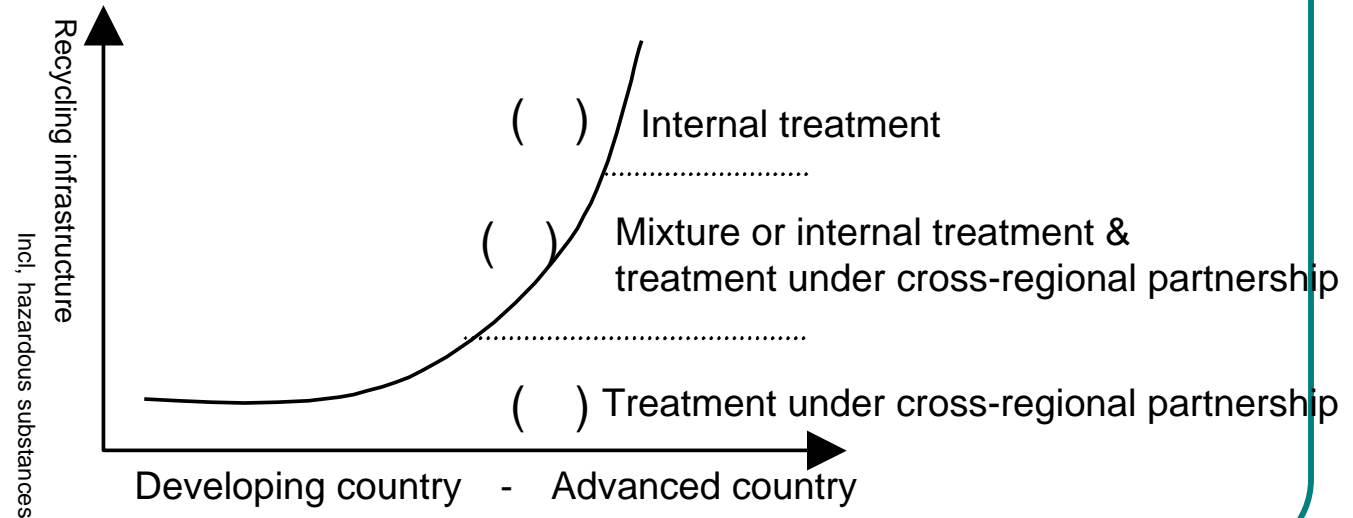 Recycling infrastructure
Incl, hazardous substances
(   ) Internal treatment
(   ) Mixture or internal treatment &
treatment under cross-regional partnership
(   ) Treatment under cross-regional partnership
Developing country - Advanced country